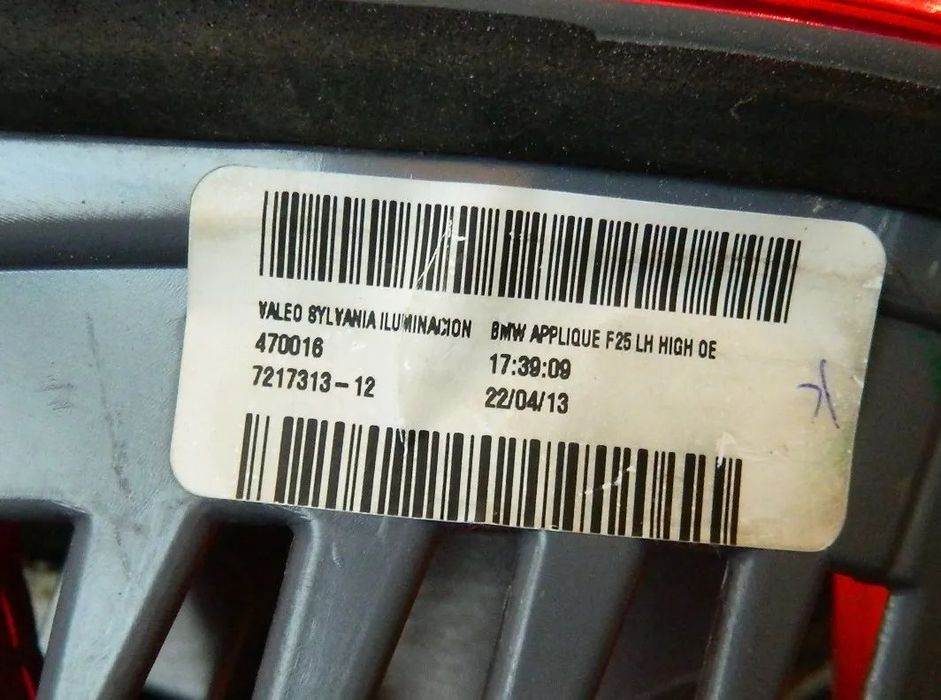 VALEO SYLVANIA ILUMINACION BMW APPLIQUE F25 LH HIGH OE
470016 17:39:09
7217313-12 22/04/13